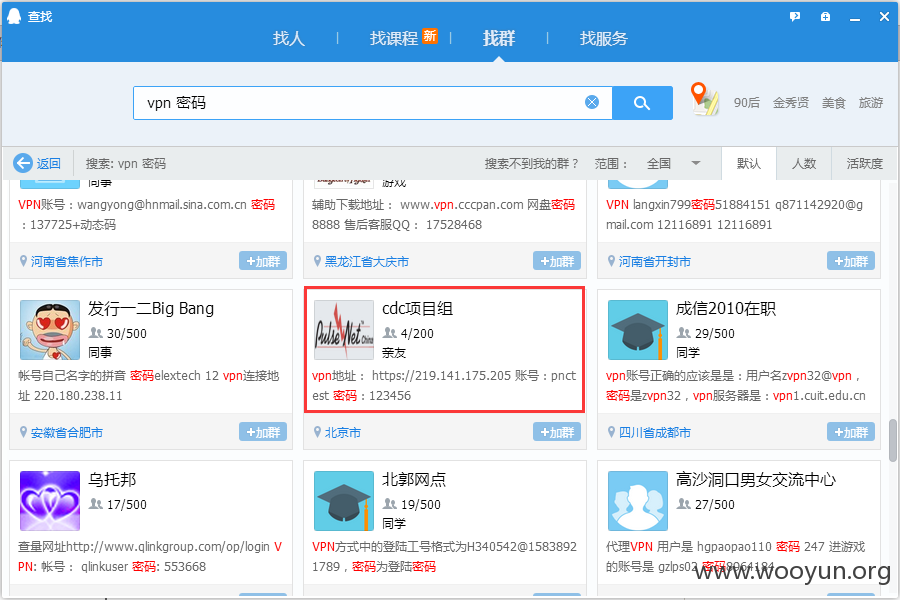 查找
找人
找课程 新
找群
找服务
vpn 密码
90后 金秀贤 美食 旅游
返回
搜索: vpn 密码
搜索不到我的群？
范围：
全国
默认
人数
活跃度
同事
VPN账号：wangyong@hnmail.sina.com.cn 密码
：137725+动态码
河南省焦作市
+加群
游戏
辅助下载地址： www.vpn.cccpan.com 网盘密码
8888 售后客服QQ： 17528468
黑龙江省大庆市
+加群
VPN langxin799密码51884151 q871142920@g
mail.com 12116891 12116891
河南省开封市
+加群
发行一二Big Bang
30/500
同事
帐号自己名字的拼音 密码elextech 12 vpn连接地
址 220.180.238.11
安徽省合肥市
+加群
PulseNet China
cdc项目组
4/200
亲友
vpn地址： https://219.141.175.205 账号：pnct
est 密码：123456
北京市
+加群
成信2010在职
29/500
同学
vpn账号正确的应该是是：用户名zvpn32@vpn，
密码是zvpn32，vpn服务器是：vpn1.cuit.edu.cn
四川省成都市
+加群
乌托邦
17/500
查量网址http://www.qlinkgroup.com/op/login V
PN: 帐号： qlinkuser 密码: 553668
北郭网点
19/500
同学
VPN方式中的登陆工号格式为H340542@1583892
1789，密码为登陆密码
高沙洞口男女交流中心
27/500
代理VPN 用户是 hgpaopao110 密码 247 进游戏
的账号是 gzlps02 密码8964184
www.wooyun.org